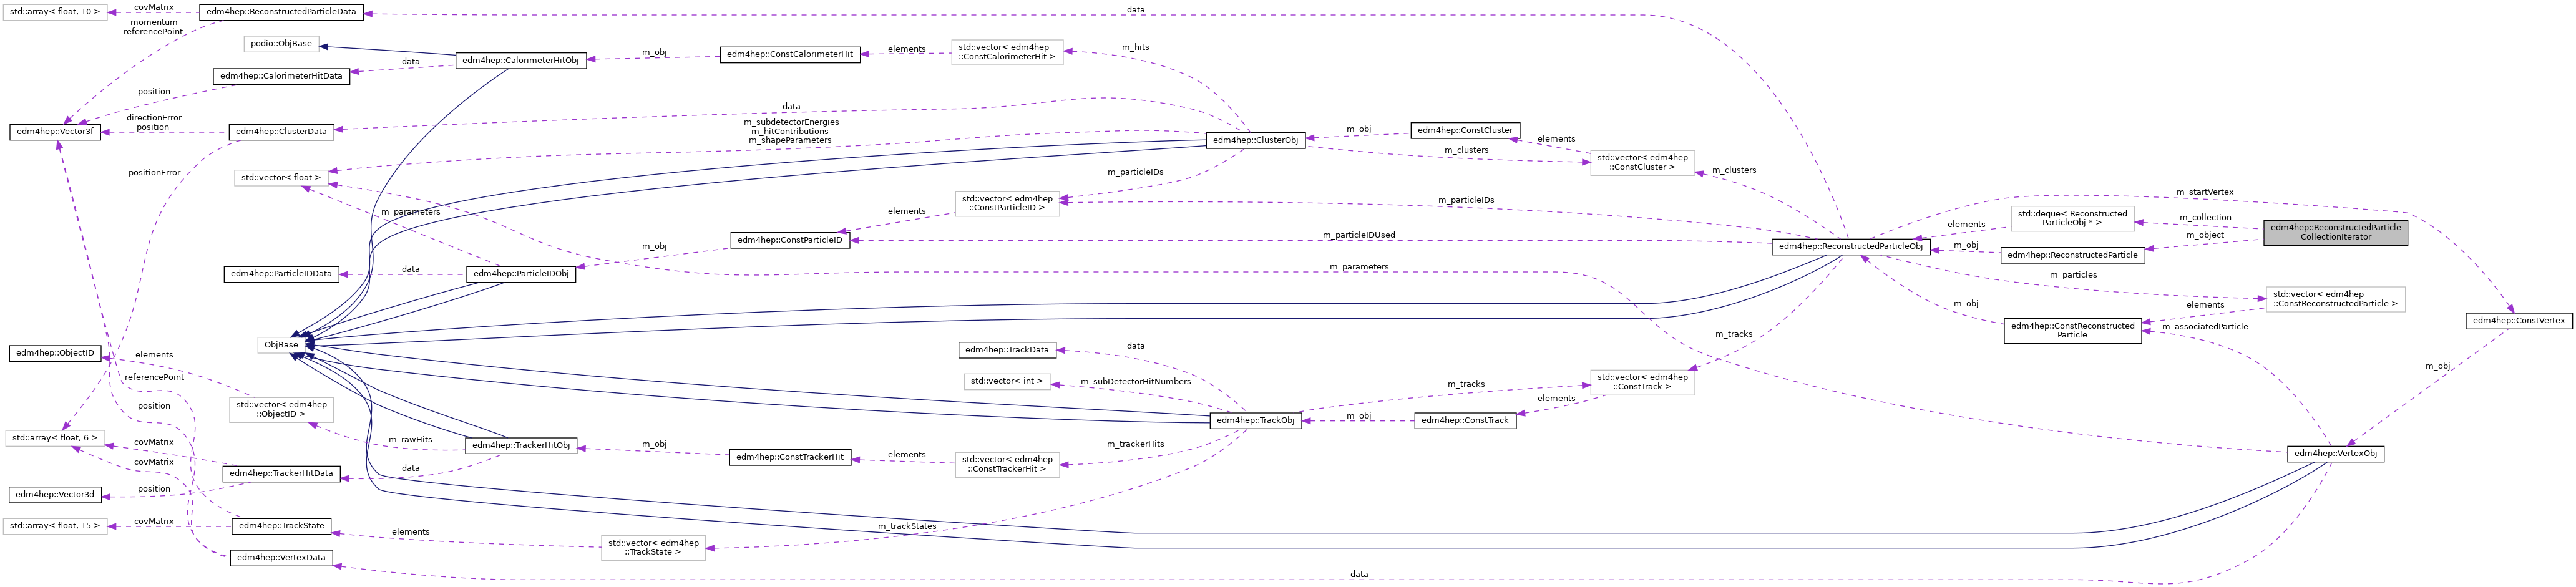 std::array< float, 10 >
covMatrix
edm4hep::ReconstructedParticleData
data
momentum
referencePoint
podio::ObjBase
edm4hep::CalorimeterHitObj
m_obj
edm4hep::ConstCalorimeterHit
elements
std::vector< edm4hep
::ConstCalorimeterHit >
m_hits
data
edm4hep::CalorimeterHitData
position
data
edm4hep::Vector3f
directionError
position
edm4hep::ClusterData
m_subdetectorEnergies
m_hitContributions
m_shapeParameters
edm4hep::ClusterObj
m_obj
edm4hep::ConstCluster
elements
m_clusters
std::vector< edm4hep
::ConstCluster >
m_clusters
positionError
std::vector< float >
m_particleIDs
m_parameters
elements
std::vector< edm4hep
::ConstParticleID >
m_particleIDs
m_startVertex
std::deque< Reconstructed
ParticleObj * >
m_collection
edm4hep::ReconstructedParticle
CollectionIterator
elements
m_object
m_obj
edm4hep::ConstParticleID
m_particleIDUsed
edm4hep::ReconstructedParticleObj
m_obj
edm4hep::ReconstructedParticle
edm4hep::ParticleIDData
data
edm4hep::ParticleIDObj
m_parameters
m_particles
std::vector< edm4hep
::ConstReconstructedParticle >
m_obj
elements
edm4hep::ConstReconstructed
Particle
m_associatedParticle
edm4hep::ConstVertex
m_tracks
ObjBase
edm4hep::ObjectID
elements
edm4hep::TrackData
data
m_obj
referencePoint
std::vector< int >
m_subDetectorHitNumbers
m_tracks
std::vector< edm4hep
::ConstTrack >
elements
position
std::vector< edm4hep
::ObjectID >
edm4hep::TrackObj
m_obj
edm4hep::ConstTrack
std::array< float, 6 >
covMatrix
m_rawHits
edm4hep::TrackerHitObj
m_obj
edm4hep::ConstTrackerHit
elements
std::vector< edm4hep
::ConstTrackerHit >
m_trackerHits
edm4hep::VertexObj
covMatrix
edm4hep::TrackerHitData
data
edm4hep::Vector3d
position
std::array< float, 15 >
covMatrix
edm4hep::TrackState
elements
std::vector< edm4hep
::TrackState >
m_trackStates
edm4hep::VertexData
data